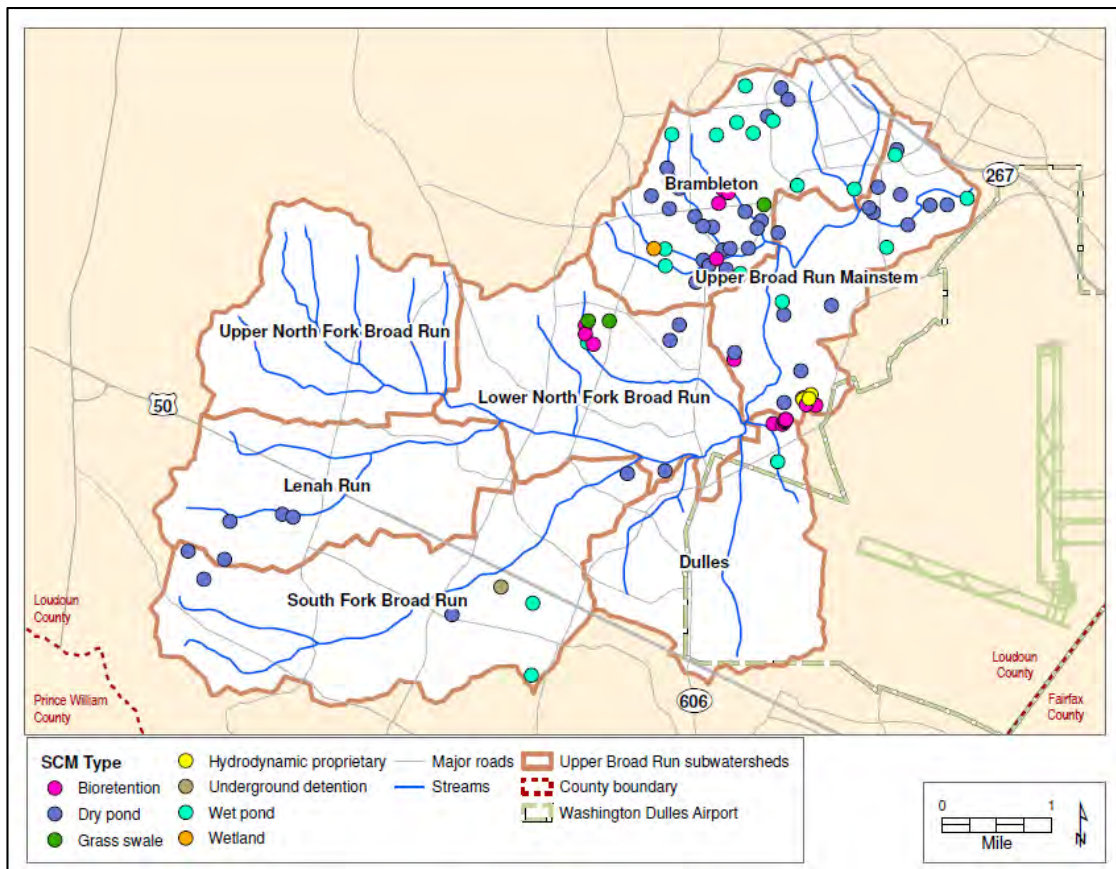 267
Brambleton
Upper Broad Run Mainstem
Upper North Fork Broad Run
Lower North Fork Broad Run
50
Lenah Run
Dulles
South Fork Broad Run
Loudoun
County
Prince William
County
606
Loudoun
County
Fairfax
County
SCM Type
Bioretention
Dry pond
Grass swale
Hydrodynamic proprietary
Underground detention
Wet pond
Wetland
Major roads
Streams
Upper Broad Run subwatersheds
County boundary
Washington Dulles Airport
0 1
Mile
N